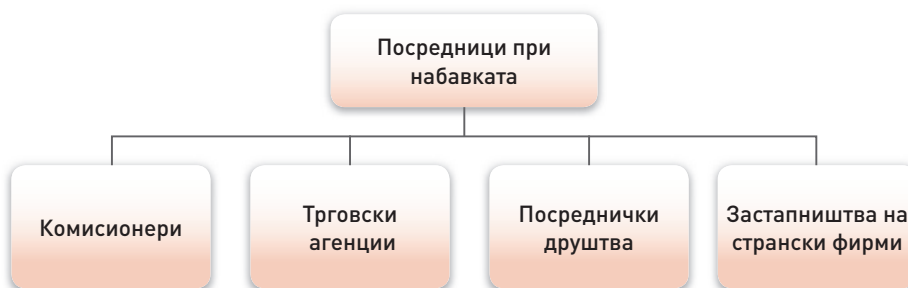 Посредници при
набавката
Комисионери
Трговски
агенции
Посреднички
друштва
Застапништва на
странски фирми